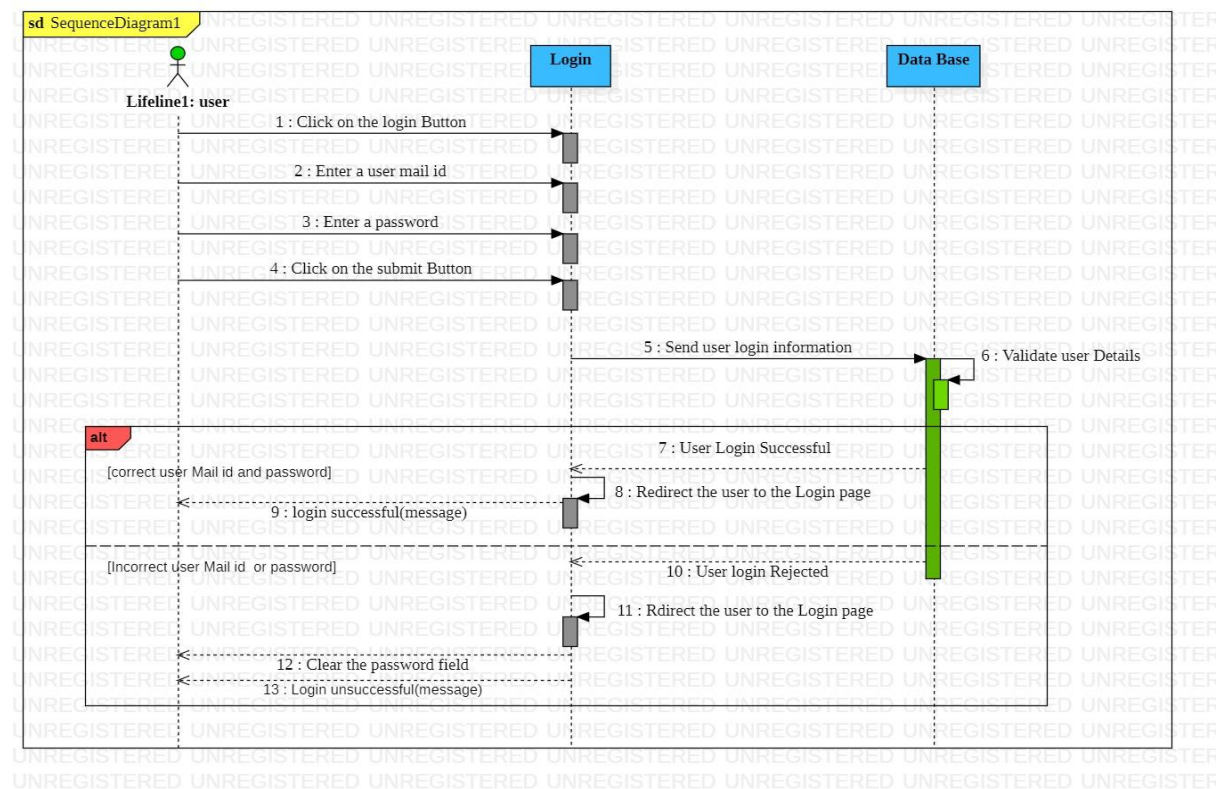 sd SequenceDiagram1
Login
Data Base
Lifeline1: user
1 : Click on the login Button
2 : Enter a user mail id
3 : Enter a password
4 : Click on the submit Button
5 : Send user login information
6 : Validate user Details
alt
7 : User Login Successful
[correct user Mail id and password]
8 : Redirect the user to the Login page
9 : login successful(message)
[Incorrect user Mail id or password]
10 : User login Rejected
11 : Rdirect the user to the Login page
12 : Clear the password field
13 : Login unsuccessful(message)
UNREGISTERED